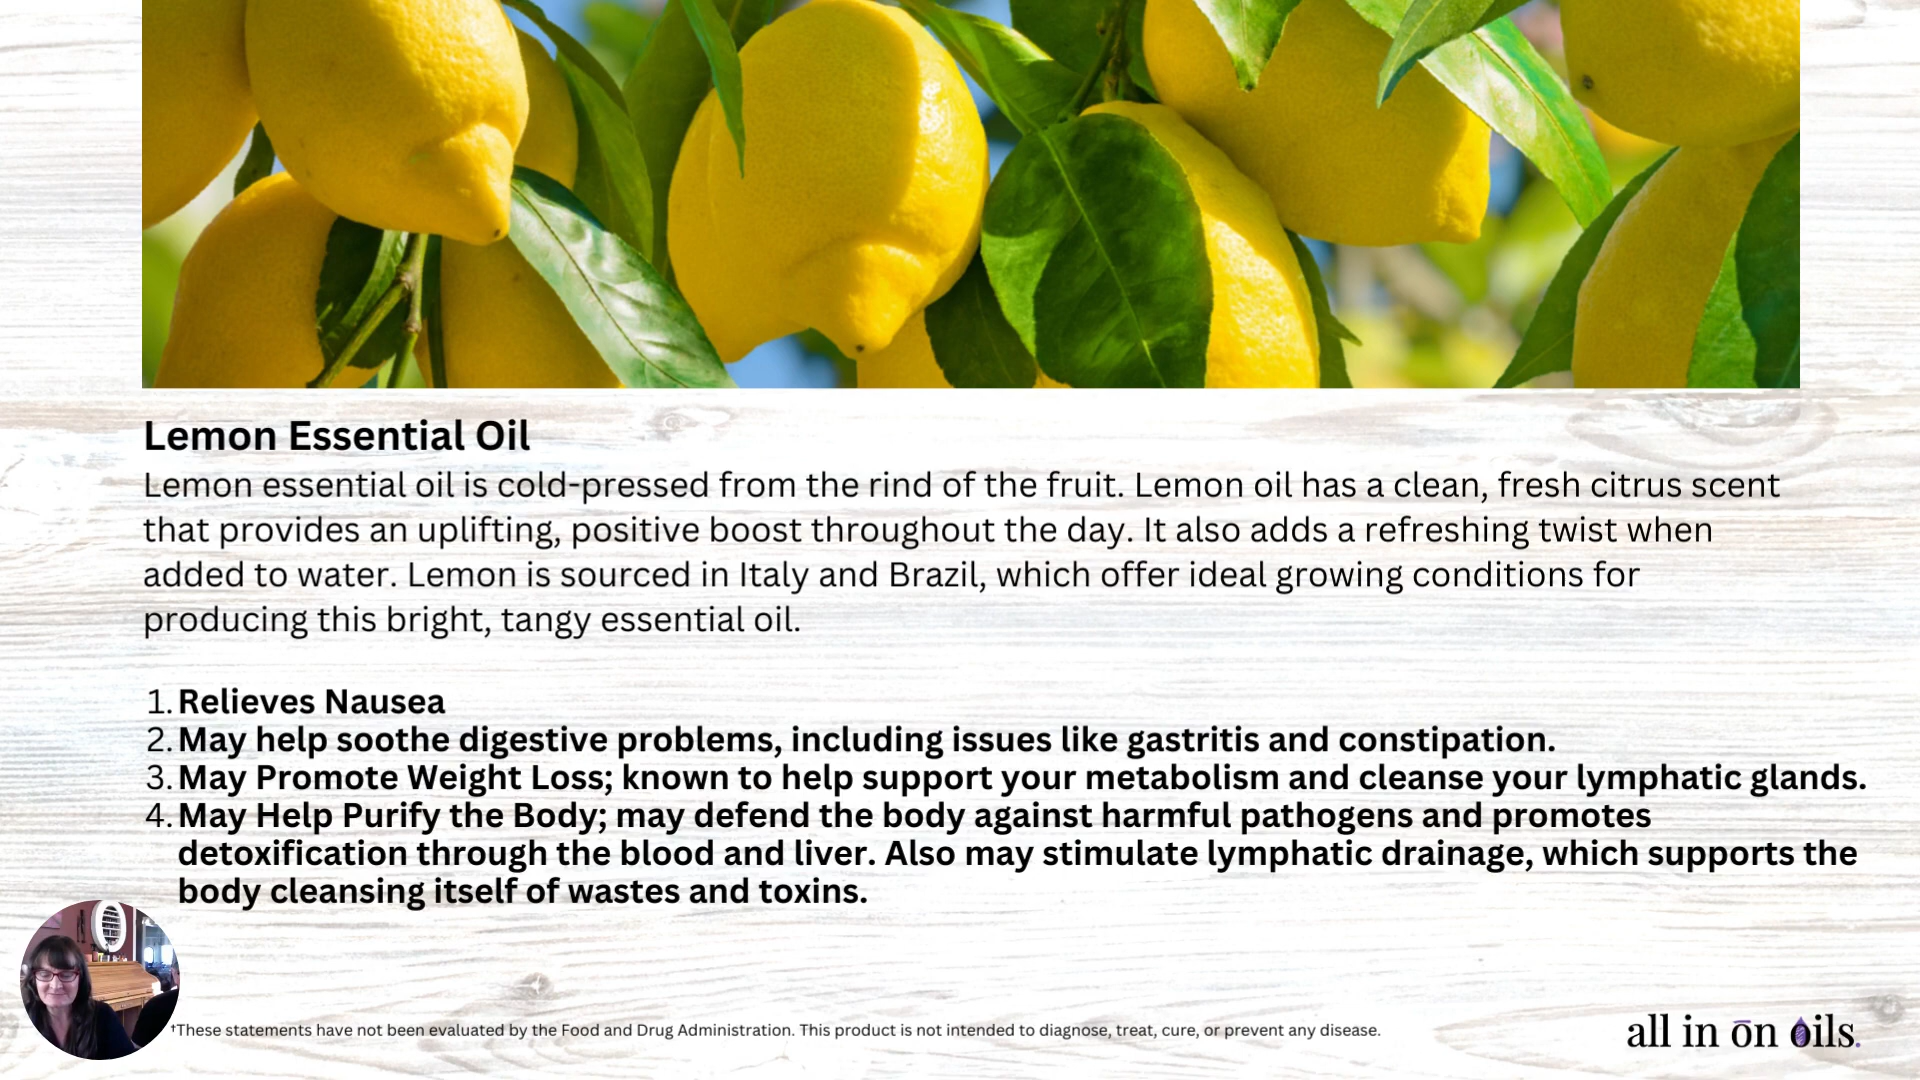 Lemon Essential Oil
Lemon essential oil is cold-pressed from the rind of the fruit. Lemon oil has a clean, fresh citrus scent
that provides an uplifting, positive boost throughout the day. It also adds a refreshing twist when
added to water. Lemon is sourced in Italy and Brazil, which offer ideal growing conditions for
producing this bright, tangy essential oil.
1. Relieves Nausea
2. May help soothe digestive problems, including issues like gastritis and constipation.
3. May Promote Weight Loss; known to help support your metabolism and cleanse your lymphatic glands.
4. May Help Purify the Body; may defend the body against harmful pathogens and promotes
detoxification through the blood and liver. Also may stimulate lymphatic drainage, which supports the
body cleansing itself of wastes and toxins.
†These statements have not been evaluated by the Food and Drug Administration. This product is not intended to diagnose, treat, cure, or prevent any disease.
all in ōn oils.